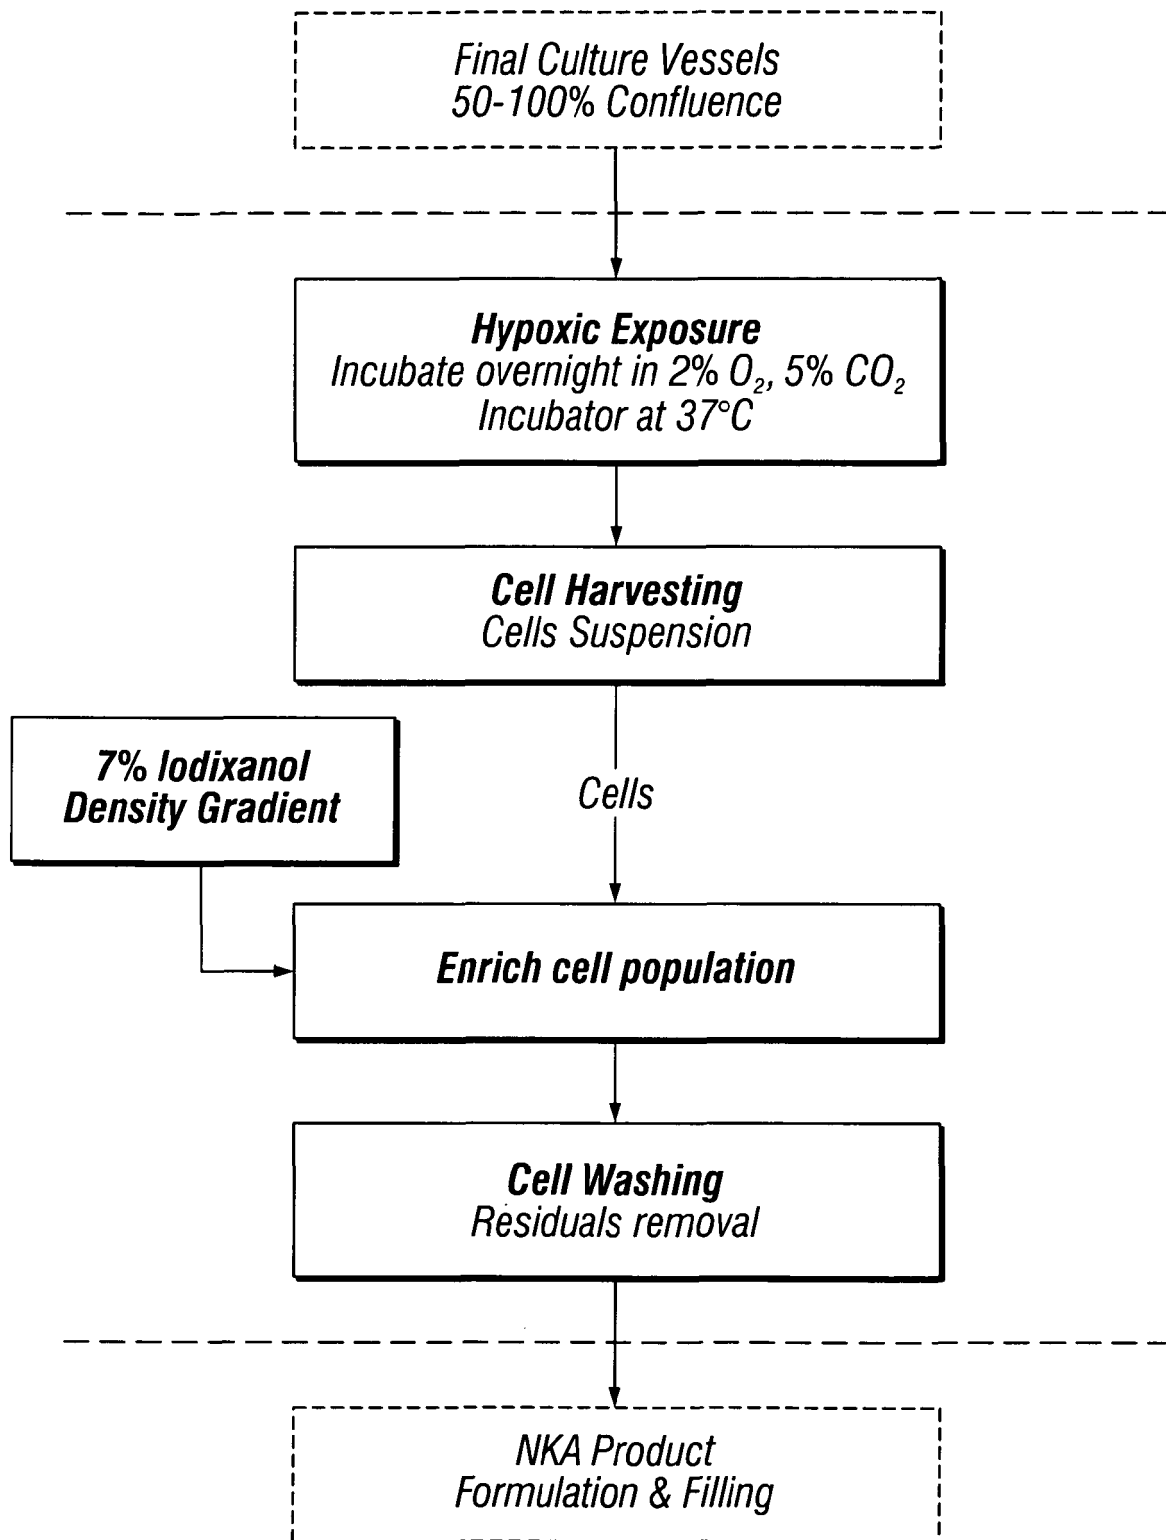 Final Culture Vessels
50-100% Confluence
Hypoxic Exposure
Incubate overnight in 2% O₂, 5% CO₂
Incubator at 37°C
Cell Harvesting
Cells Suspension
7% Iodixanol
Density Gradient
Cells
Enrich cell population
Cell Washing
Residuals removal
NKA Product
Formulation & Filling